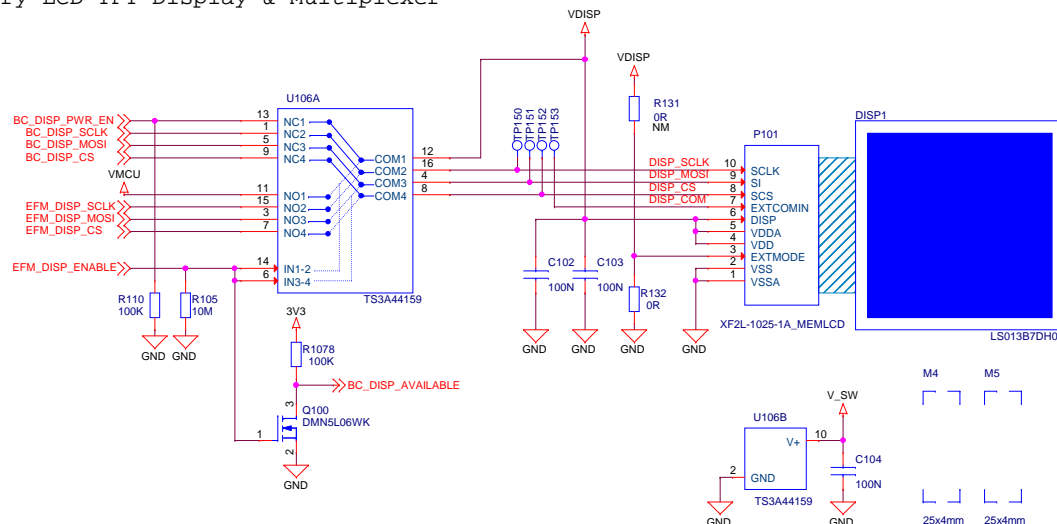 ry LCD-TFT Display & Multiplexer
VDISP
VDISP
U106A
R131
0R
NM
TP150
TP151
TP152
TP153
P101
DISP1
BC_DISP_PWR_EN 13 NC1
BC_DISP_SCLK 1 NC2
BC_DISP_MOSI 5 NC3
BC_DISP_CS 9 NC4
VMCU
11 NO1
EFM_DISP_SCLK 15 NO2
EFM_DISP_MOSI 3 NO3
EFM_DISP_CS 7 NO4
EFM_DISP_ENABLE 14 IN1-2
6 IN3-4
COM1 12
COM2 16
COM3 4
COM4 8
TS3A44159
DISP_SCLK 10 SCLK
DISP_MOSI 9 SI
DISP_CS 8 SCS
DISP_COM 7 EXTCOMIN
6 DISP
5 VDDA
4 VDD
3 EXTMODE
2 VSS
1 VSSA
XF2L-1025-1A_MEMLCD
LS013B7DH0
C102
100N
C103
100N
R132
0R
GND
GND
GND
GND
R110
100K
R105
10M
GND
GND
3V3
R1078
100K
BC_DISP_AVAILABLE
3
Q100
DMN5L06WK
1
2
GND
V_SW
U106B
V+ 10
2 GND
TS3A44159
C104
100N
GND
GND
M4
M5
25x4mm
25x4mm